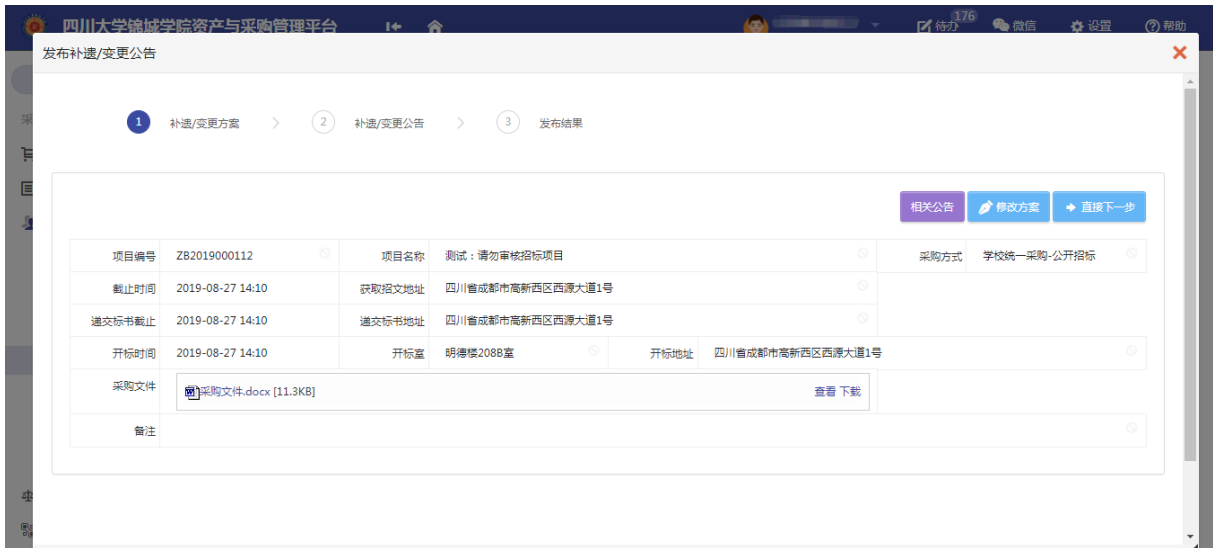 四川大学锦城学院资产与采购管理平台 待办 176 微信 设置 帮助
发布补遗/变更公告
1 补遗/变更方案 2 补遗/变更公告 3 发布结果
相关公告 修改方案 直接下一步
项目编号 ZB2019000112 项目名称 测试：请勿审核招标项目 采购方式 学校统一采购-公开招标
截止时间 2019-08-27 14:10 获取招文地址 四川省成都市高新西区西源大道1号
递交标书截止 2019-08-27 14:10 递交标书地址 四川省成都市高新西区西源大道1号
开标时间 2019-08-27 14:10 开标室 明德楼208B室 开标地址 四川省成都市高新西区西源大道1号
采购文件 采购文件.docx [11.3KB] 查看 下载
备注